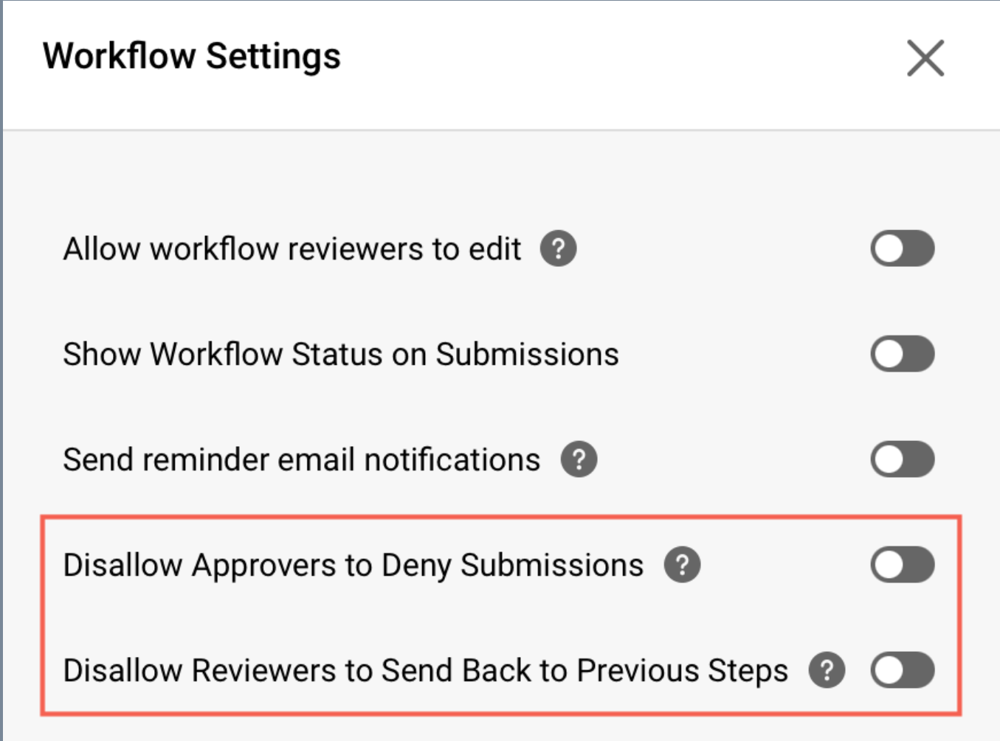 Workflow Settings
Allow workflow reviewers to edit ?
Show Workflow Status on Submissions
Send reminder email notifications ?
Disallow Approvers to Deny Submissions ?
Disallow Reviewers to Send Back to Previous Steps ?